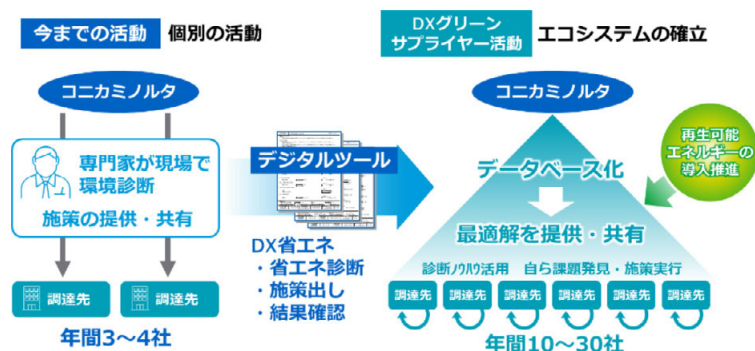 今までの活動 個別の活動
コニカミノルタ
専門家が現場で
環境診断
施策の提供・共有
調達先 調達先
年間3～4社
デジタルツール
DX省エネ
・省エネ診断
・施策出し
・結果確認
DXグリーン
サプライヤー活動
エコシステムの確立
コニカミノルタ
データベース化
最適解を提供・共有
診断ノウハウ活用 自ら課題発見・施策実行
調達先 調達先 調達先 調達先 調達先 調達先
年間10～30社
再生可能
エネルギーの
導入推進